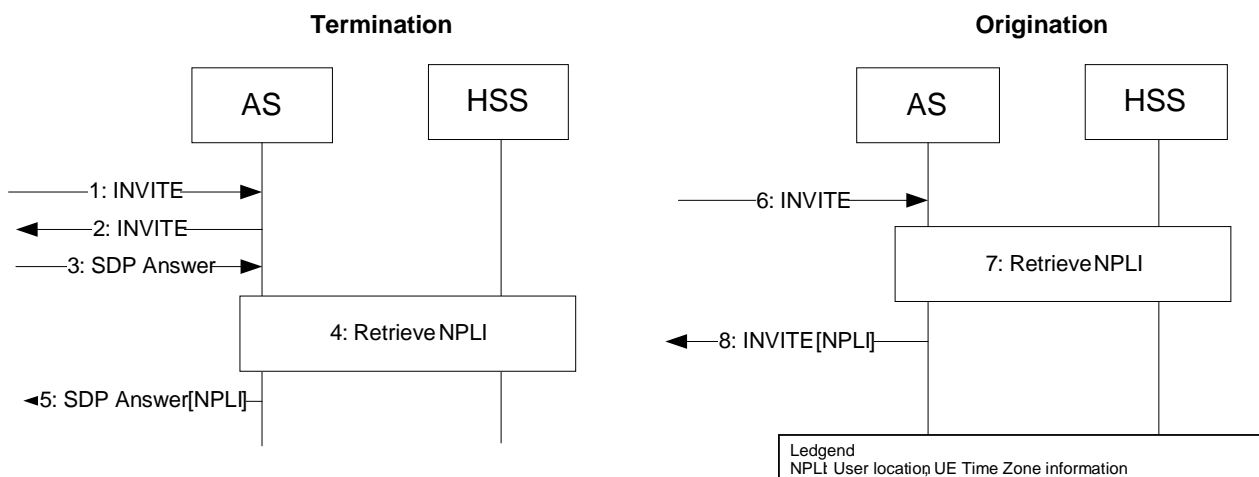 Termination
Origination
AS
HSS
AS
HSS
1: INVITE
2: INVITE
3: SDP Answer
4: Retrieve NPLI
5: SDP Answer[NPLI]
6: INVITE
7: Retrieve NPLI
8: INVITE[NPLI]
Ledgend
NPLI: User location, UE Time Zone information